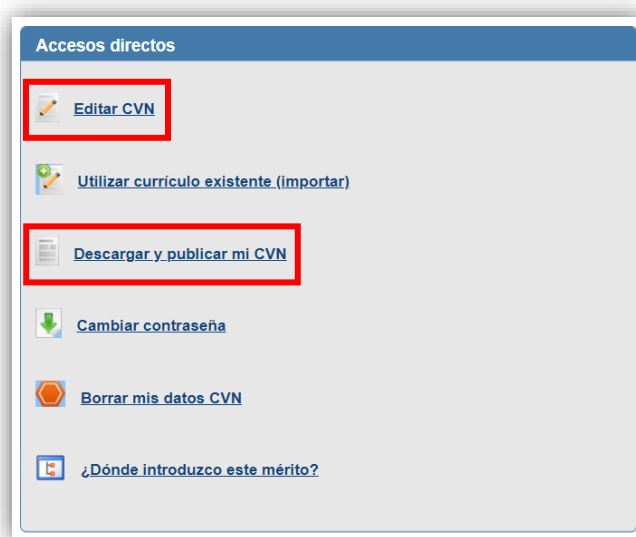 Accesos directos
Editar CVN
Utilizar currículo existente (importar)
Descargar y publicar mi CVN
Cambiar contraseña
Borrar mis datos CVN
¿Dónde introduzco este mérito?